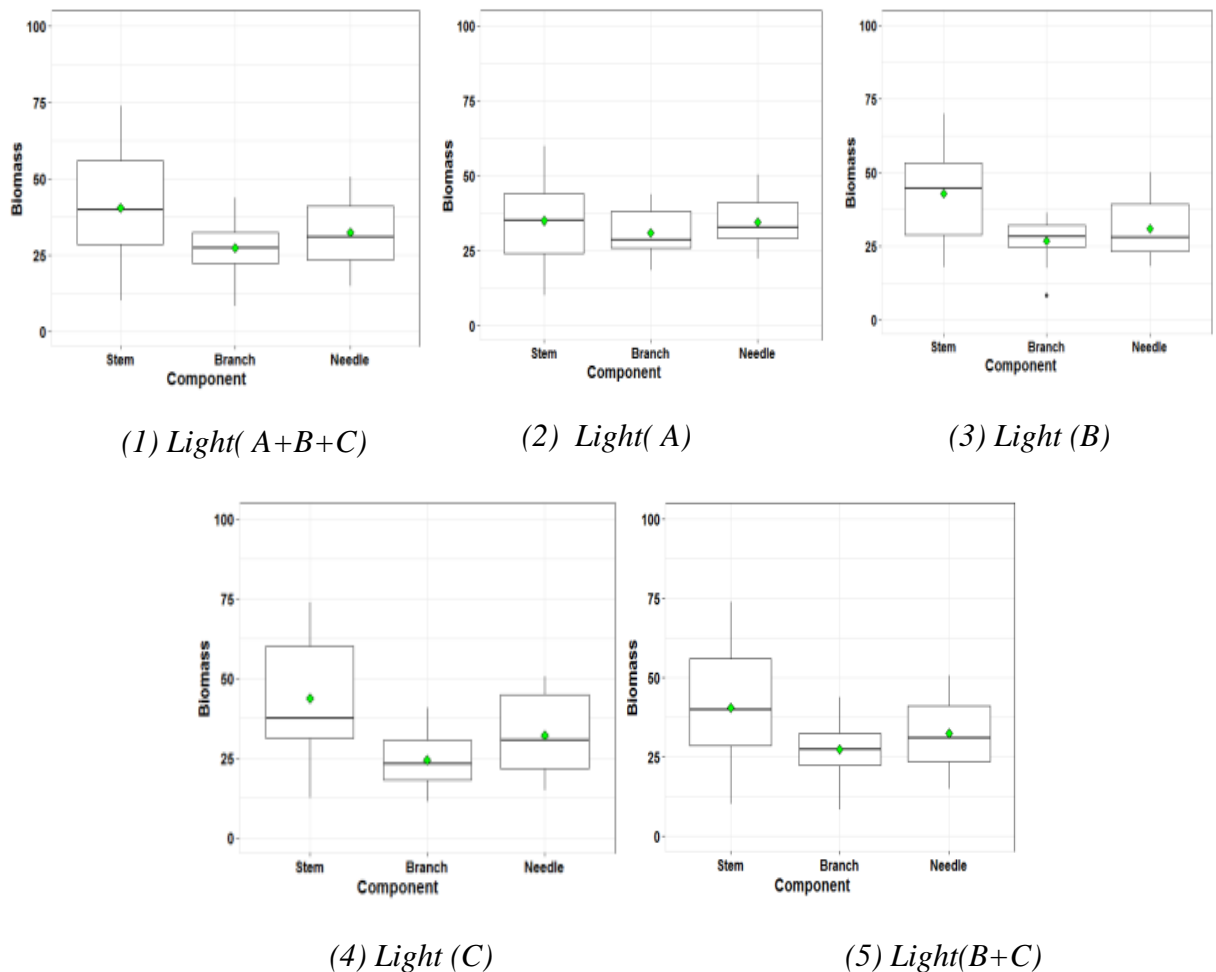 100
75
50
25
0
Biomass
Stem Branch Needle
Component
(1) Light( A+B+C)
100
75
50
25
0
Biomass
Stem Branch Needle
Component
(2) Light( A)
100
75
50
25
0
Biomass
Stem Branch Needle
Component
(3) Light (B)
100
75
50
25
0
Biomass
Stem Branch Needle
Component
(4) Light (C)
100
75
50
25
0
Biomass
Stem Branch Needle
Component
(5) Light(B+C)